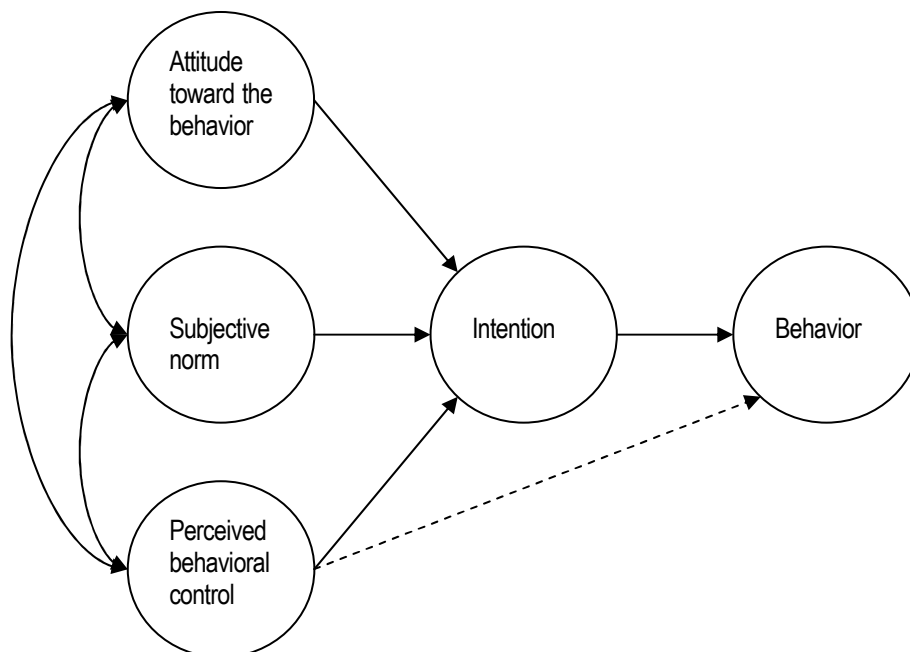 Attitude
toward the
behavior
Subjective
norm
Intention
Behavior
Perceived
behavioral
control